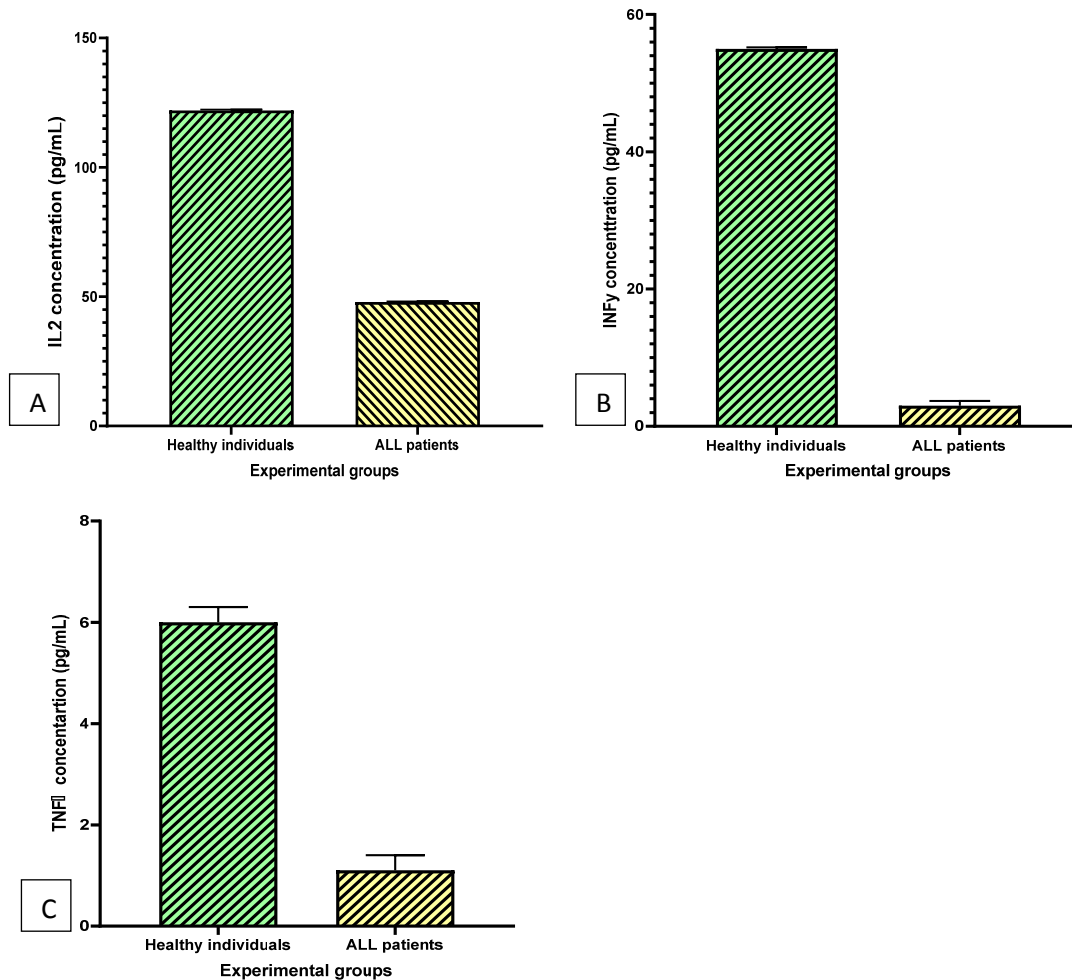 A
IL2 concentration (pg/mL)
150
100
50
0
Healthy individuals
ALL patients
Experimental groups
B
INFy concenttration (pg/mL)
60
40
20
0
Healthy individuals
ALL patients
Experimental groups
C
TNF▯ concentartion (pg/mL)
8
6
4
2
0
Healthy individuals
ALL patients
Experimental groups